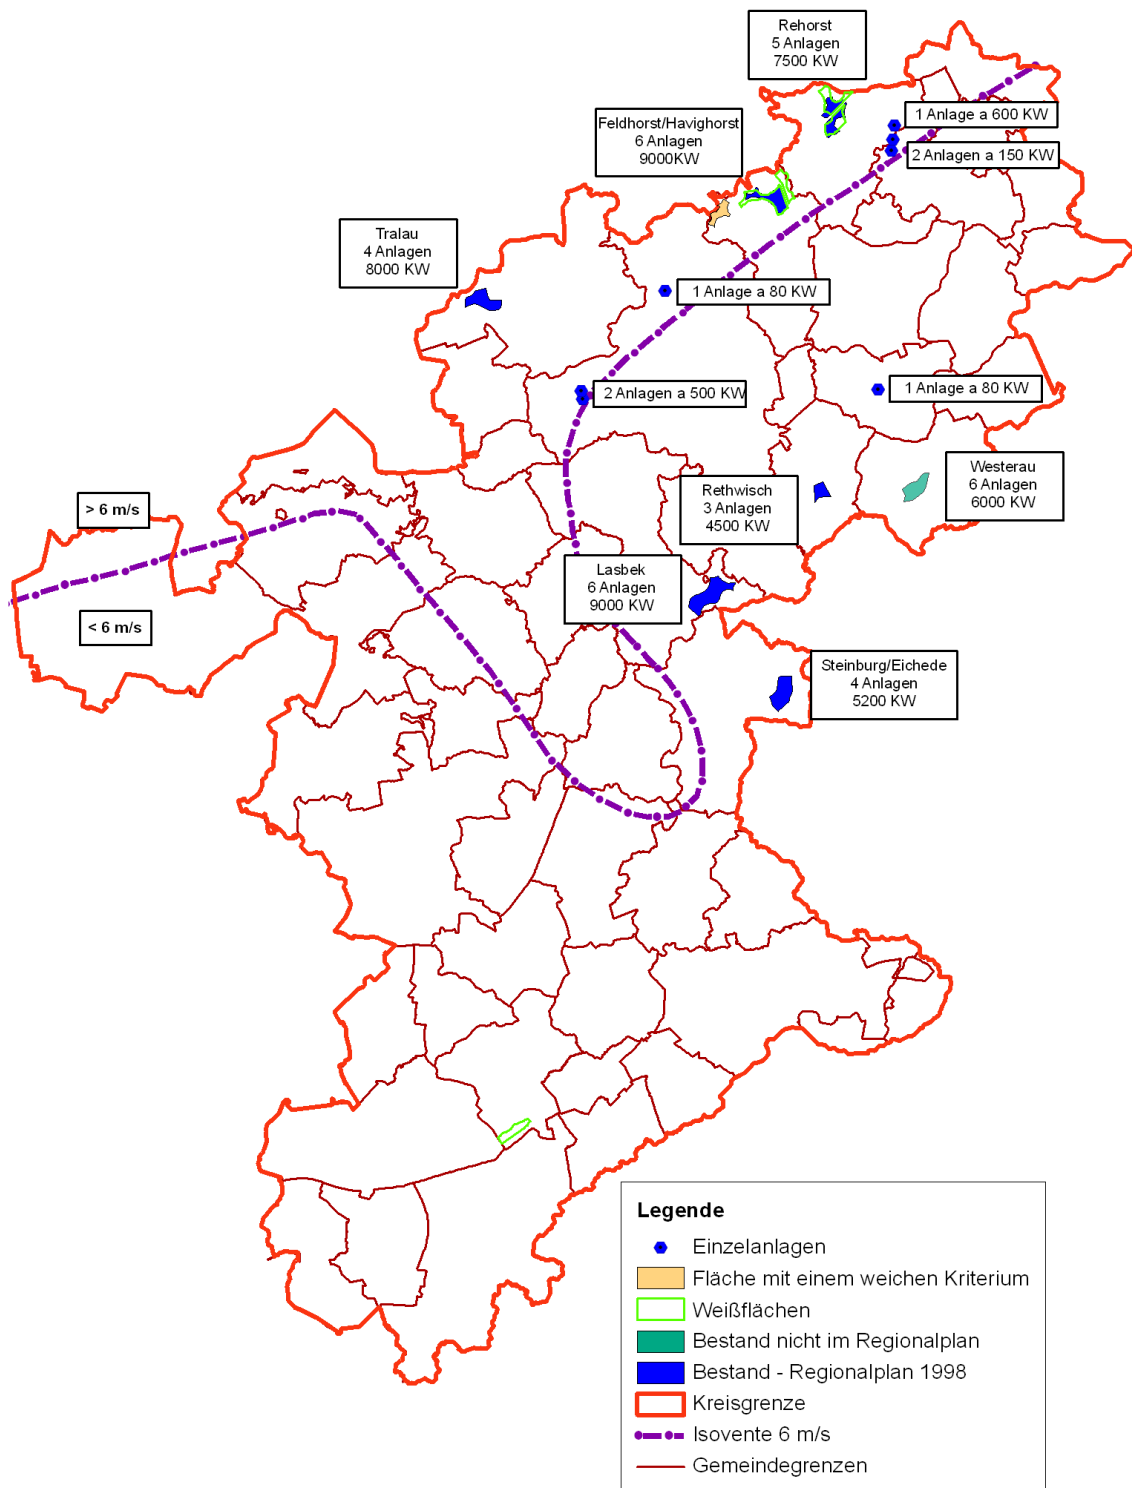 Rehorst
5 Anlagen
7500 KW
1 Anlage a 600 KW
Feldhorst/Havighorst
6 Anlagen
9000KW
2 Anlagen a 150 KW
Tralau
4 Anlagen
8000 KW
1 Anlage a 80 KW
2 Anlagen a 500 KW
1 Anlage a 80 KW
Westerau
6 Anlagen
6000 KW
Rethwisch
3 Anlagen
4500 KW
> 6 m/s
Lasbek
6 Anlagen
9000 KW
< 6 m/s
Steinburg/Eichede
4 Anlagen
5200 KW
Legende
Einzelanlagen
Fläche mit einem weichen Kriterium
Weißflächen
Bestand nicht im Regionalplan
Bestand - Regionalplan 1998
Kreisgrenze
Isovente 6 m/s
Gemeindegrenzen